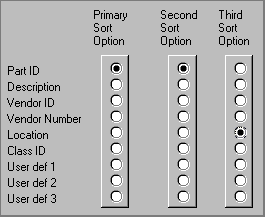 Primary Sort Option
Second Sort Option
Third Sort Option
Part ID
Description
Vendor ID
Vendor Number
Location
Class ID
User def 1
User def 2
User def 3